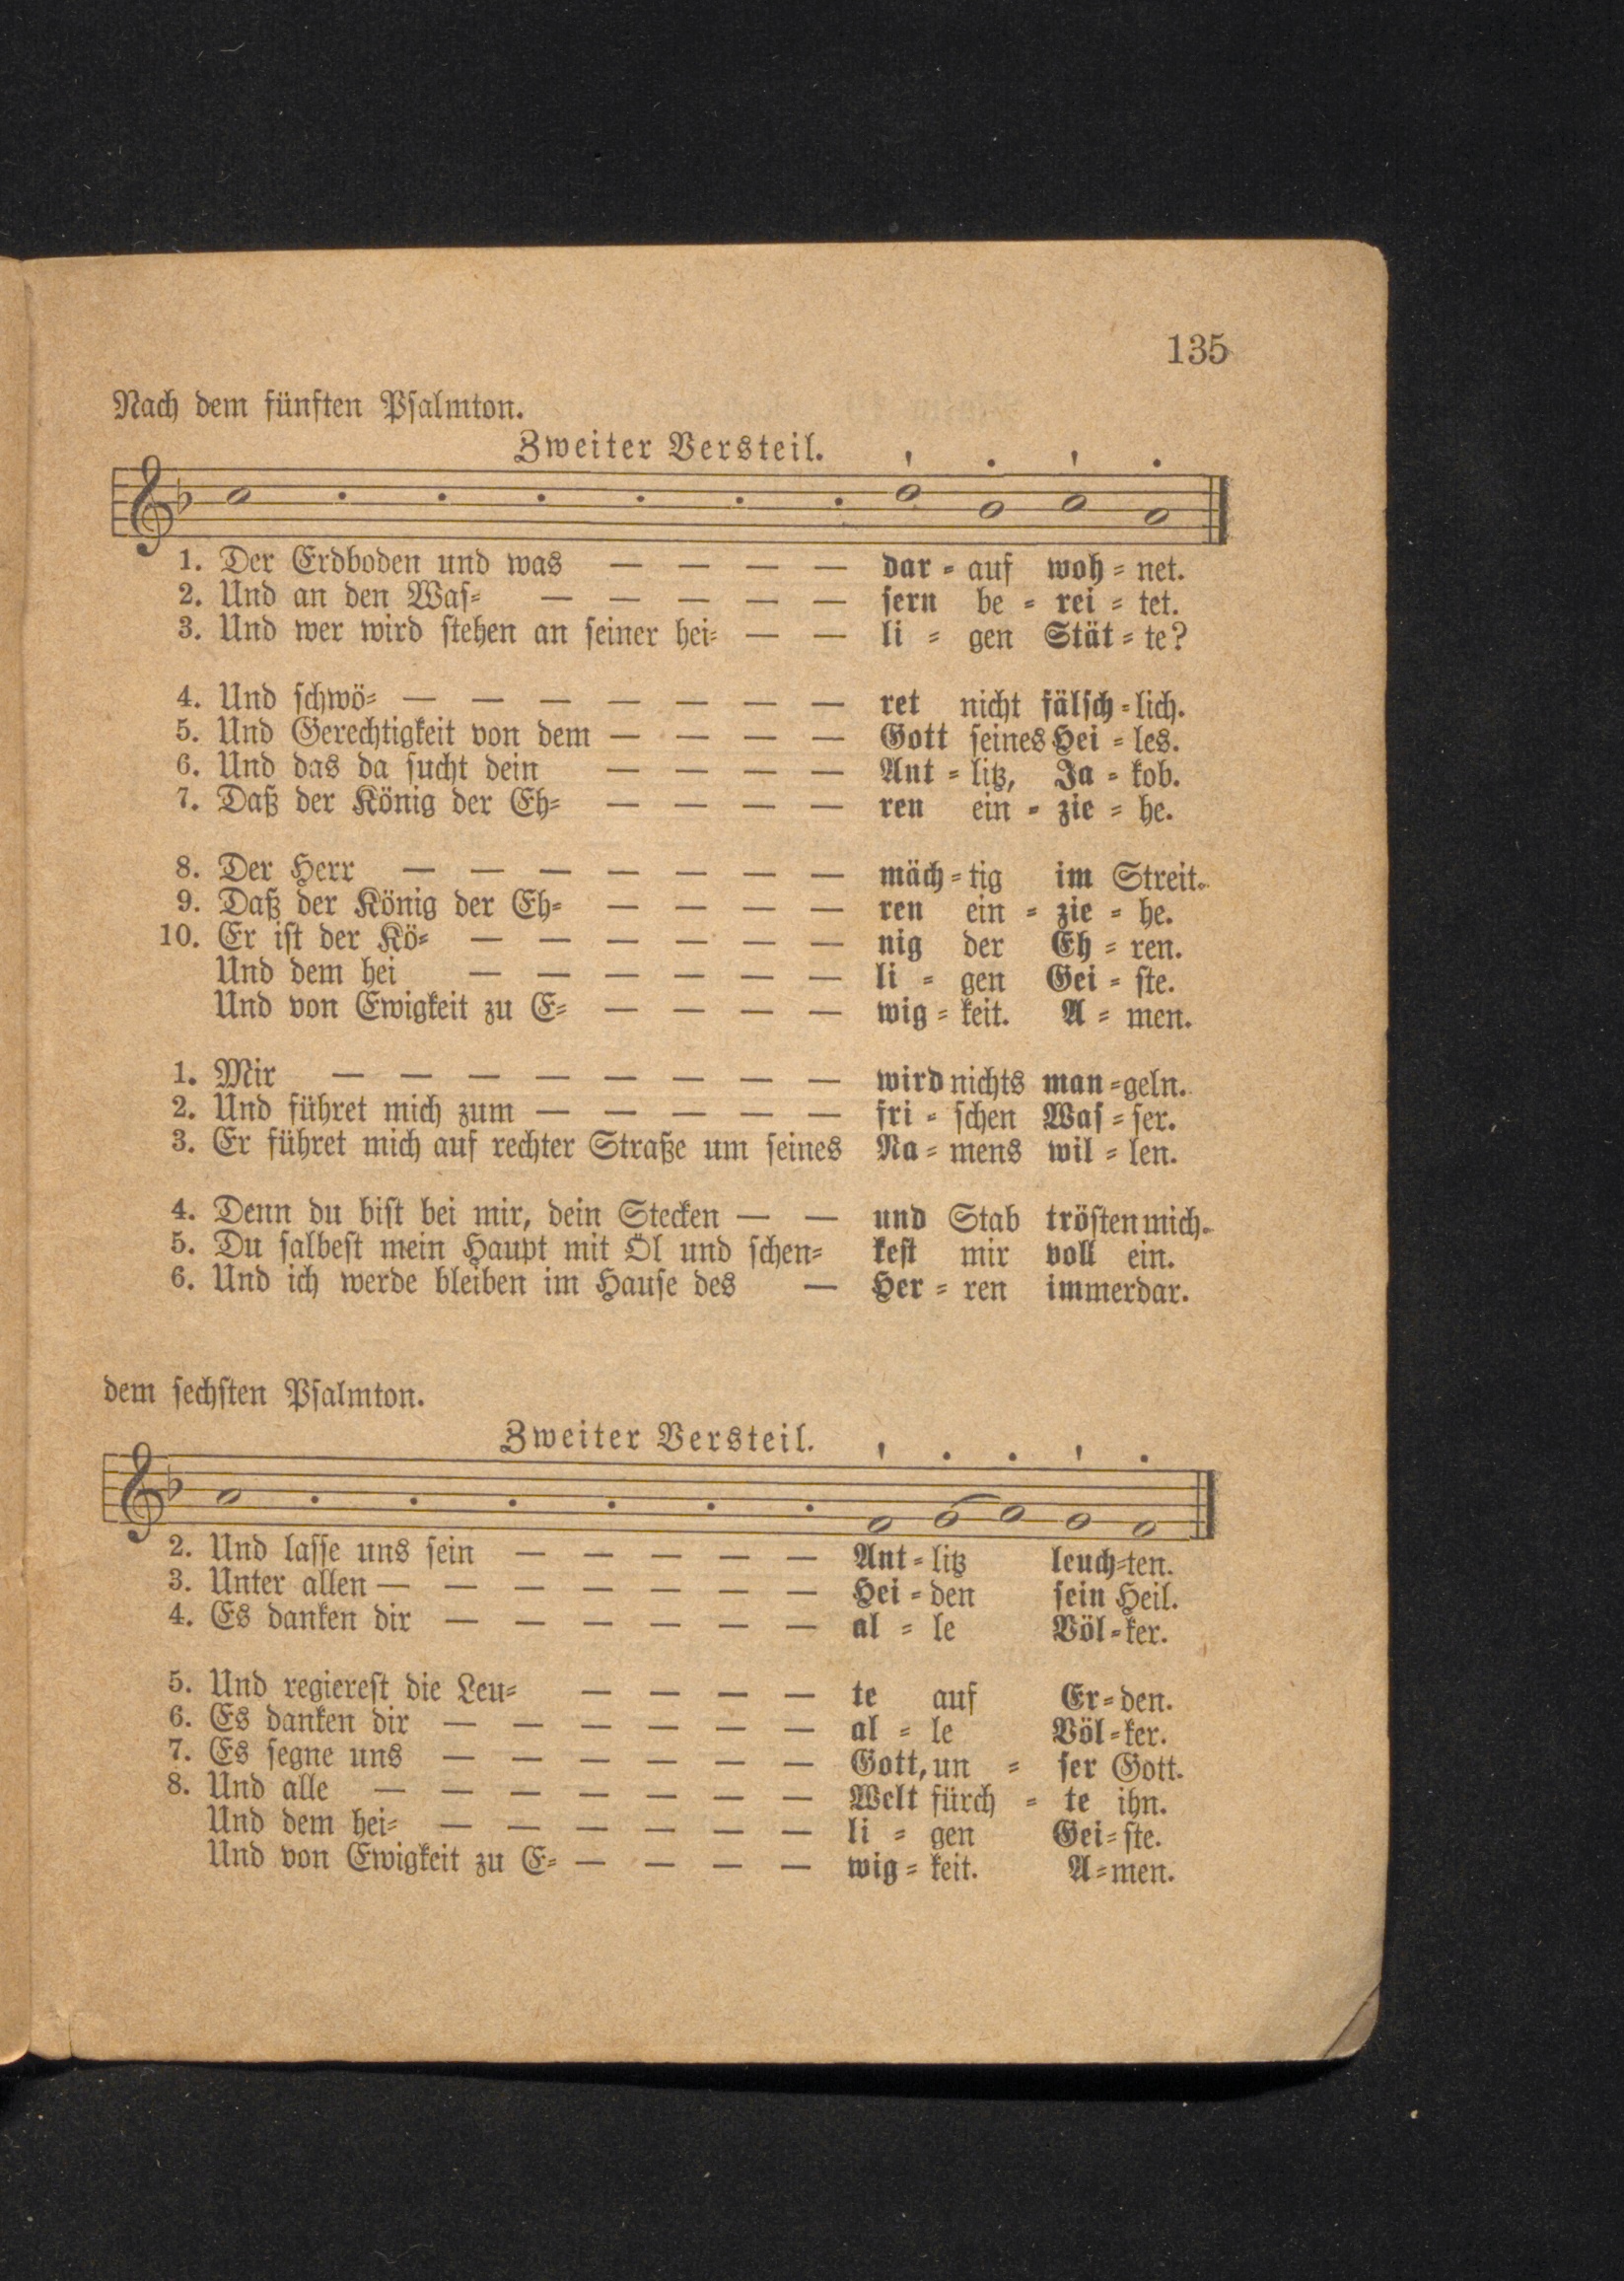 135
Nach dem fünften Psalmton.
Zweiter Versteil.
1. Der Erdboden und was — — — — dar - auf woh - net.
2. Und an den Was- — — — — — sern be - rei - tet.
3. Und wer wird stehen an seiner hei- — — li - gen Stät - te?
4. Und schwö- — — — — — — — ret nicht fälsch - lich.
5. Und Gerechtigkeit von dem — — — — Gott seines Hei - les.
6. Und das da sucht dein — — — — Ant - litz, Ja - kob.
7. Daß der König der Eh- — — — — ren ein - zie - he.
8. Der Herr — — — — — — — mäch - tig im Streit.
9. Daß der König der Eh- — — — — ren ein - zie - he.
10. Er ist der Kö- — — — — — — nig der Eh - ren.
Und dem hei — — — — — — li - gen Gei - ste.
Und von Ewigkeit zu E- — — — — wig - keit. A - men.
1. Mir — — — — — — — — wird nichts man - geln.
2. Und führet mich zum — — — — — fri - schen Was - ser.
3. Er führet mich auf rechter Straße um seines Na - mens wil - len.
4. Denn du bist bei mir, dein Stecken — — und Stab trösten mich.
5. Du salbest mein Haupt mit Öl und schen- kest mir voll ein.
6. Und ich werde bleiben im Hause des — Her - ren immerdar.
dem sechsten Psalmton.
Zweiter Versteil.
2. Und lasse uns sein — — — — — Ant - litz leuch-ten.
3. Unter allen — — — — — — — Hei - den sein Heil.
4. Es danken dir — — — — — — al - le Völ-ker.
5. Und regierest die Leu- — — — — te auf Er-den.
6. Es danken dir — — — — — — al - le Völ-ker.
7. Es segne uns — — — — — — Gott, un - ser Gott.
8. Und alle — — — — — — — Welt fürch - te ihn.
Und dem hei- — — — — — — li - gen Gei-ste.
Und von Ewigkeit zu E- — — — — wig - keit. A-men.